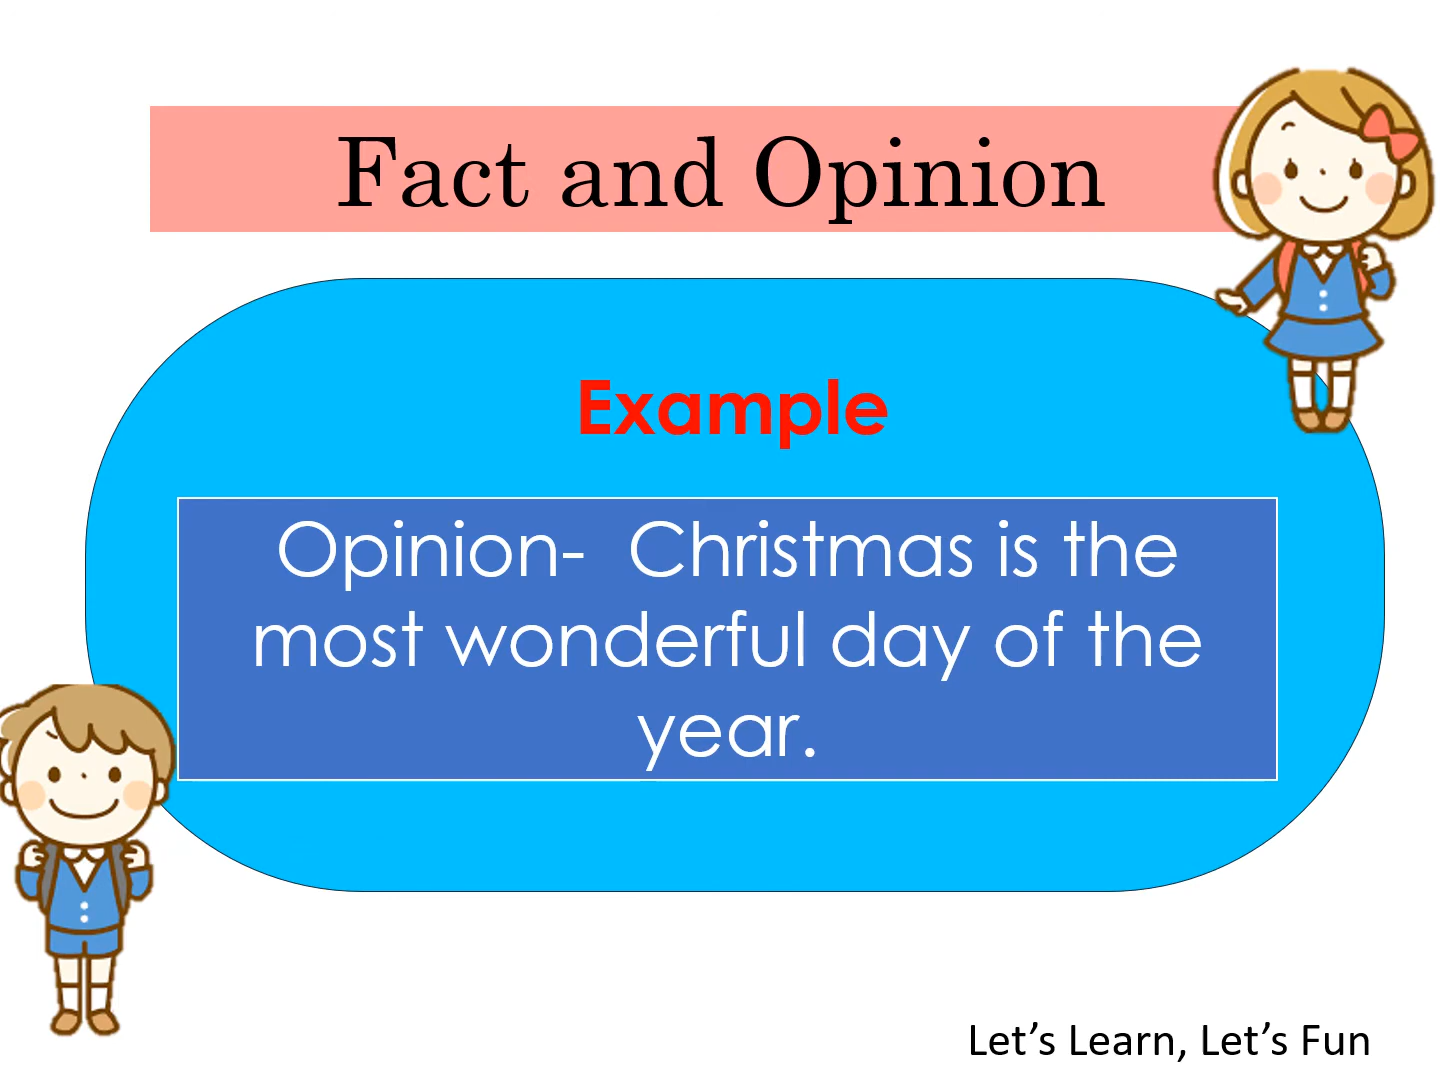 Fact and Opinion
Example
Opinion-  Christmas is the
most wonderful day of the
year.
Let’s Learn, Let’s Fun